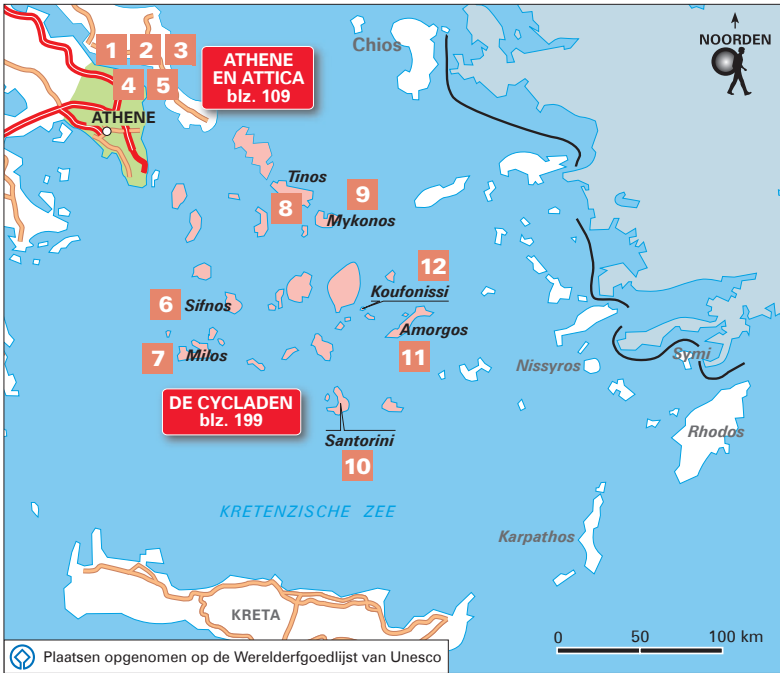 Chios
NOORDEN
1 2 3
ATHENE
EN ATTICA
blz. 109
4 5
ATHENE
Tinos
9
8
Mykonos
12
6 Sifnos
Koufonissi
Amorgos
7 Milos
11
Nissyros
Symi
DE CYCLADEN
blz. 199
Santorini
10
Rhodos
KRETENZISCHE ZEE
Karpathos
KRETA
0 50 100 km
Plaatsen opgenomen op de Werelderfgoedlijst van Unesco